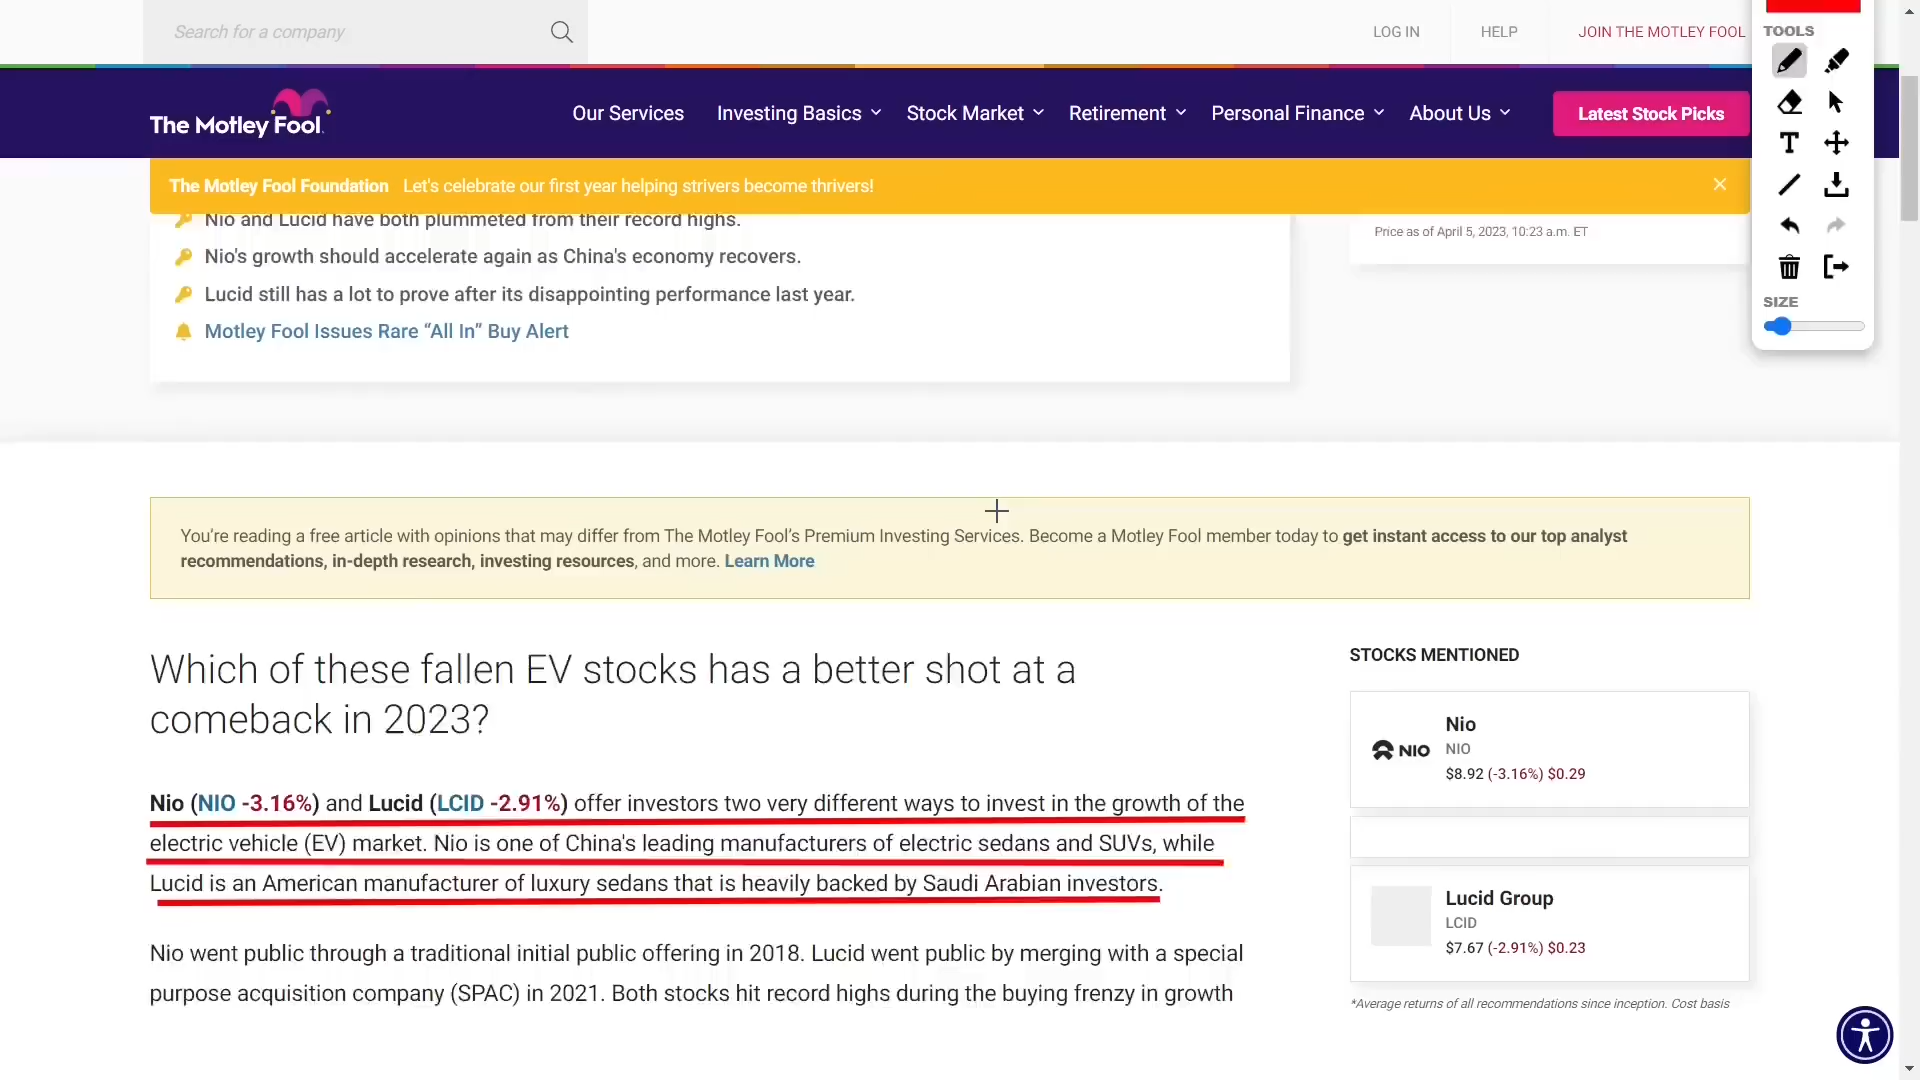 Search for a company
LOG IN
HELP
JOIN THE MOTLEY FOOL
TOOLS
The Motley Fool.
Our Services
Investing Basics
Stock Market
Retirement
Personal Finance
About Us
Latest Stock Picks
The Motley Fool Foundation Let's celebrate our first year helping strivers become thrivers!
T
SIZE
Nio and Lucid have both plummeted from their record highs.
Nio's growth should accelerate again as China's economy recovers.
Lucid still has a lot to prove after its disappointing performance last year.
Motley Fool Issues Rare “All In” Buy Alert
Price as of April 5, 2023, 10:23 a.m. ET
You’re reading a free article with opinions that may differ from The Motley Fool’s Premium Investing Services. Become a Motley Fool member today to get instant access to our top analyst
recommendations, in-depth research, investing resources, and more. Learn More
Which of these fallen EV stocks has a better shot at a
comeback in 2023?
Nio (NIO -3.16%) and Lucid (LCID -2.91%) offer investors two very different ways to invest in the growth of the
electric vehicle (EV) market. Nio is one of China's leading manufacturers of electric sedans and SUVs, while
Lucid is an American manufacturer of luxury sedans that is heavily backed by Saudi Arabian investors.
Nio went public through a traditional initial public offering in 2018. Lucid went public by merging with a special
purpose acquisition company (SPAC) in 2021. Both stocks hit record highs during the buying frenzy in growth
STOCKS MENTIONED
NIO
Nio
NIO
$8.92 (-3.16%) $0.29
Lucid Group
LCID
$7.67 (-2.91%) $0.23
*Average returns of all recommendations since inception. Cost basis